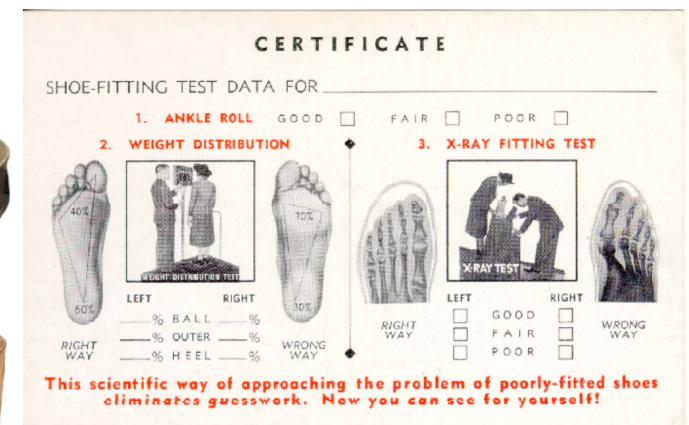 CERTIFICATE
SHOE-FITTING TEST DATA FOR
1. ANKLE ROLL GOOD FAIR POOR
2. WEIGHT DISTRIBUTION
40%
60%
RIGHT WAY
WEIGHT DISTRIBUTION TEST
LEFT RIGHT
% BALL %
% OUTER %
% HEEL %
70%
30%
WRONG WAY
3. X-RAY FITTING TEST
RIGHT WAY
X-RAY TEST
LEFT RIGHT
GOOD
FAIR
POOR
WRONG WAY
This scientific way of approaching the problem of poorly-fitted shoes
eliminates guesswork. Now you can see for yourself!